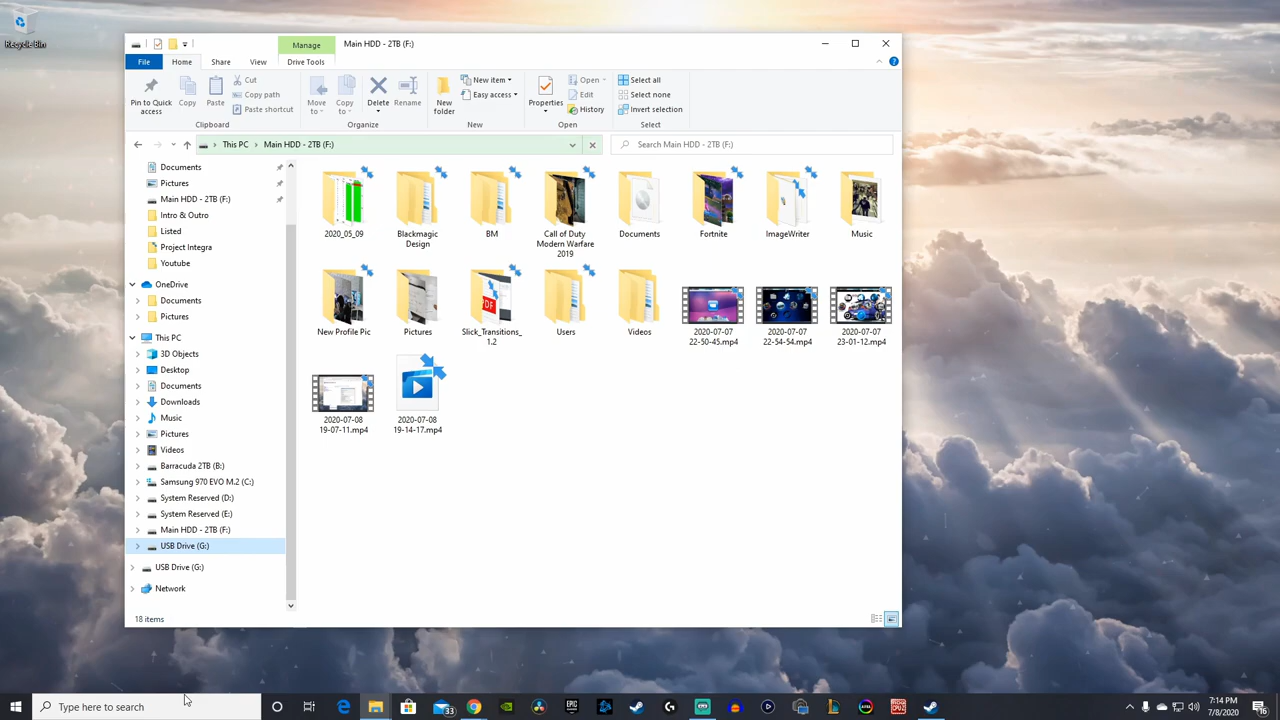 Recycle Bin
Manage
Main HDD - 2TB (F:)
File
Home
Share
View
Drive Tools
Pin to Quick
access
Copy
Paste
Cut
Copy path
Paste shortcut
Clipboard
Move
to
Copy
to
Delete
Rename
Organize
New
folder
New item
Easy access
New
Properties
Open
Edit
History
Open
Select all
Select none
Invert selection
Select
This PC
Main HDD - 2TB (F:)
Search Main HDD - 2TB (F:)
Documents
Pictures
Main HDD - 2TB (F:)
Intro & Outro
Listed
Project Integra
Youtube
OneDrive
Documents
Pictures
This PC
3D Objects
Desktop
Documents
Downloads
Music
Pictures
Videos
Barracuda 2TB (B:)
Samsung 970 EVO M.2 (C:)
System Reserved (D:)
System Reserved (E:)
Main HDD - 2TB (F:)
USB Drive (G:)
USB Drive (G:)
Network
2020_05_09
Blackmagic
Design
BM
Call of Duty
Modern Warfare
2019
Documents
Fortnite
ImageWriter
Music
New Profile Pic
Pictures
PDF
Slick_Transitions_
1.2
Users
Videos
2020-07-07
22-50-45.mp4
2020-07-07
22-54-54.mp4
2020-07-07
23-01-12.mp4
2020-07-08
19-07-11.mp4
2020-07-08
19-14-17.mp4
18 items
Type here to search
33
EPIC
7:14 PM
7/8/2020
16